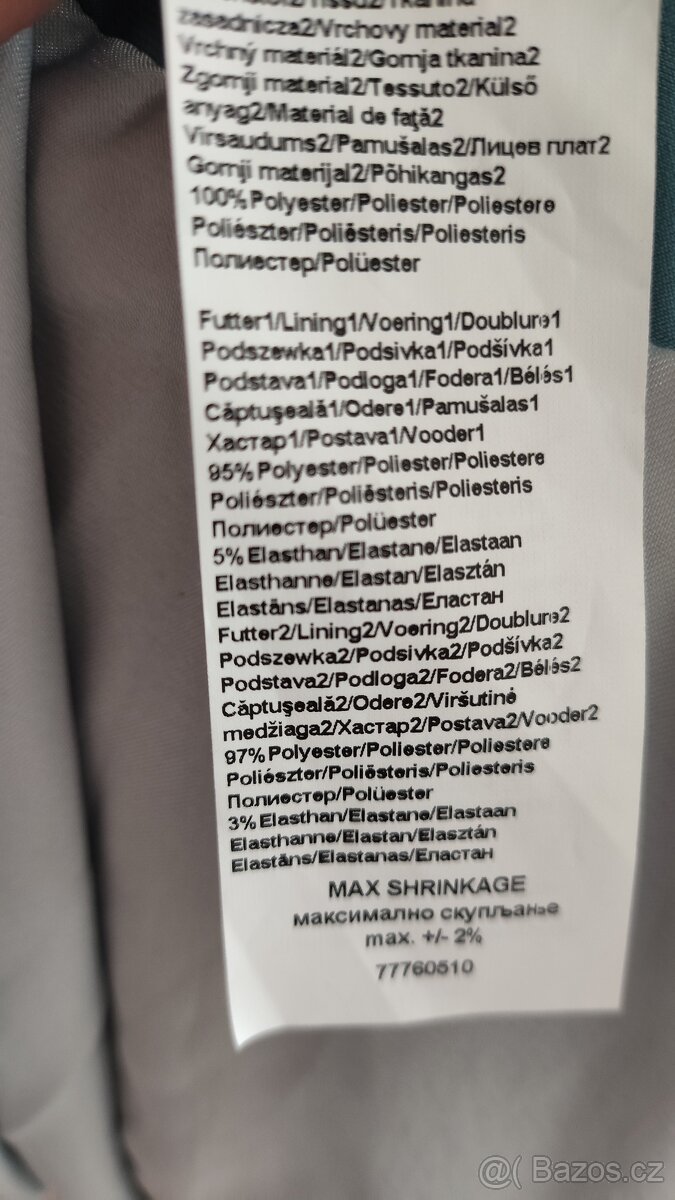 zasadnicza2/Vrchovy material2
Vrchný materiál2/Gornja tkanina2
Zgornji material2/Tessuto2/Külső
anyag2/Material de faţă2
Virsaudums2/Pamušalas2/Лицев плат2
Gornji materijal2/Põhikangas2
100% Polyester/Poliester/Poliestere
Poliészter/Poliēsteris/Poliesteris
Полиестер/Polüester
Futter1/Lining1/Voering1/Doublure1
Podszewka1/Podsivka1/Podšívka1
Podstava1/Podloga1/Fodera1/Bélés1
Căptuşeală1/Odere1/Pamušalas1
Хастар1/Postava1/Vooder1
95% Polyester/Poliester/Poliestere
Poliészter/Poliēsteris/Poliesteris
Полиестер/Polüester
5% Elasthan/Elastane/Elastaan
Elasthanne/Elastan/Elasztán
Elastāns/Elastanas/Еластан
Futter2/Lining2/Voering2/Doublure2
Podszewka2/Podsivka2/Podšívka2
Podstava2/Podloga2/Fodera2/Bélés2
Căptuşeală2/Odere2/Viršutinė
medžiaga2/Хастар2/Postava2/Vooder2
97% Polyester/Poliester/Poliestere
Poliészter/Poliēsteris/Poliesteris
Полиестер/Polüester
3% Elasthan/Elastane/Elastaan
Elasthanne/Elastan/Elasztán
Elastāns/Elastanas/Еластан
MAX SHRINKAGE
максимално скупљање
max. +/- 2%
77760510
@( Bazos.cz